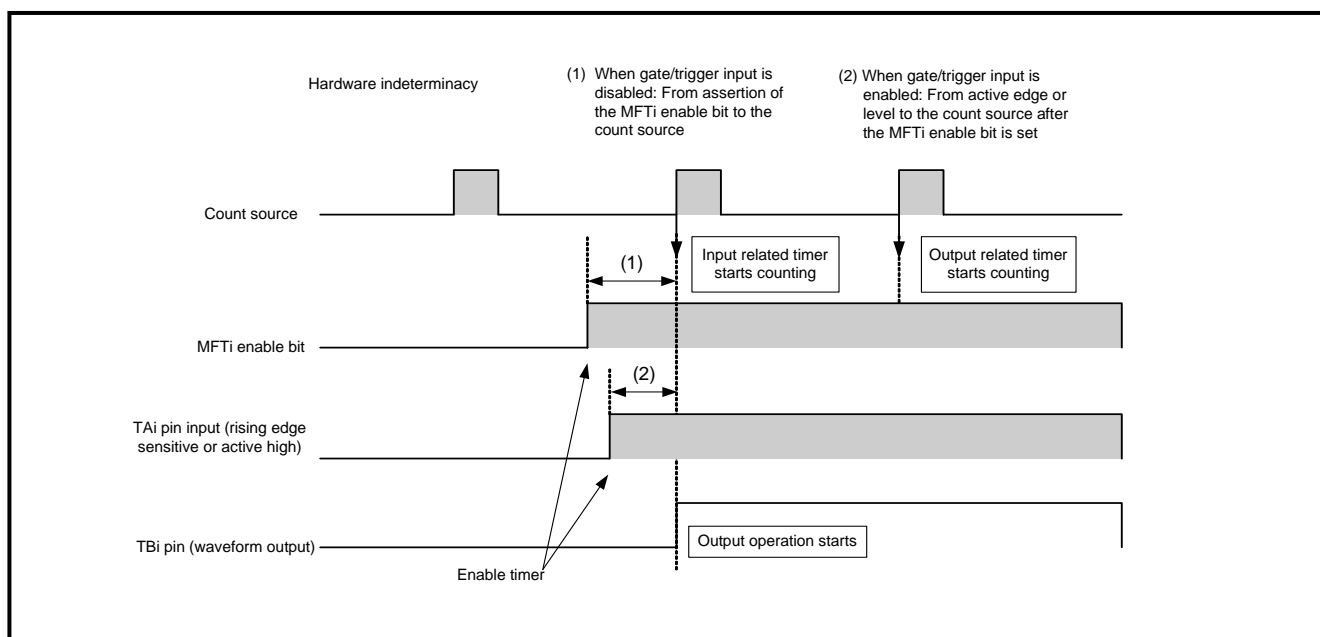 Hardware indeterminacy
(1) When gate/trigger input is
disabled: From assertion of
the MFTi enable bit to the
count source
(2) When gate/trigger input is
enabled: From active edge or
level to the count source after
the MFTi enable bit is set
Count source
(1)
Input related timer
starts counting
Output related timer
starts counting
MFTi enable bit
(2)
TAi pin input (rising edge
sensitive or active high)
TBi pin (waveform output)
Output operation starts
Enable timer